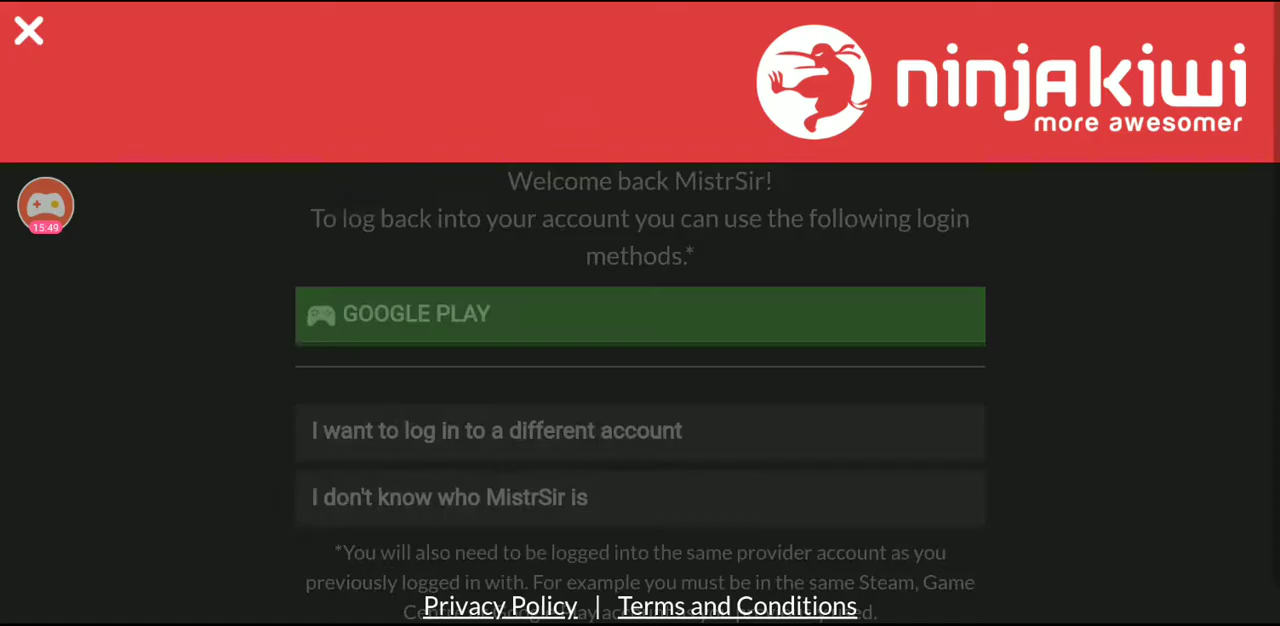 ninjakiwi
more awesomer
Welcome back MistrSir!
15:49
To log back into your account you can use the following login
methods.*
GOOGLE PLAY
I want to log in to a different account
I don't know who MistrSir is
*You will also need to be logged into the same provider account as you
previously logged in with. For example you must be in the same Steam, Game
Privacy Policy | Terms and Conditions